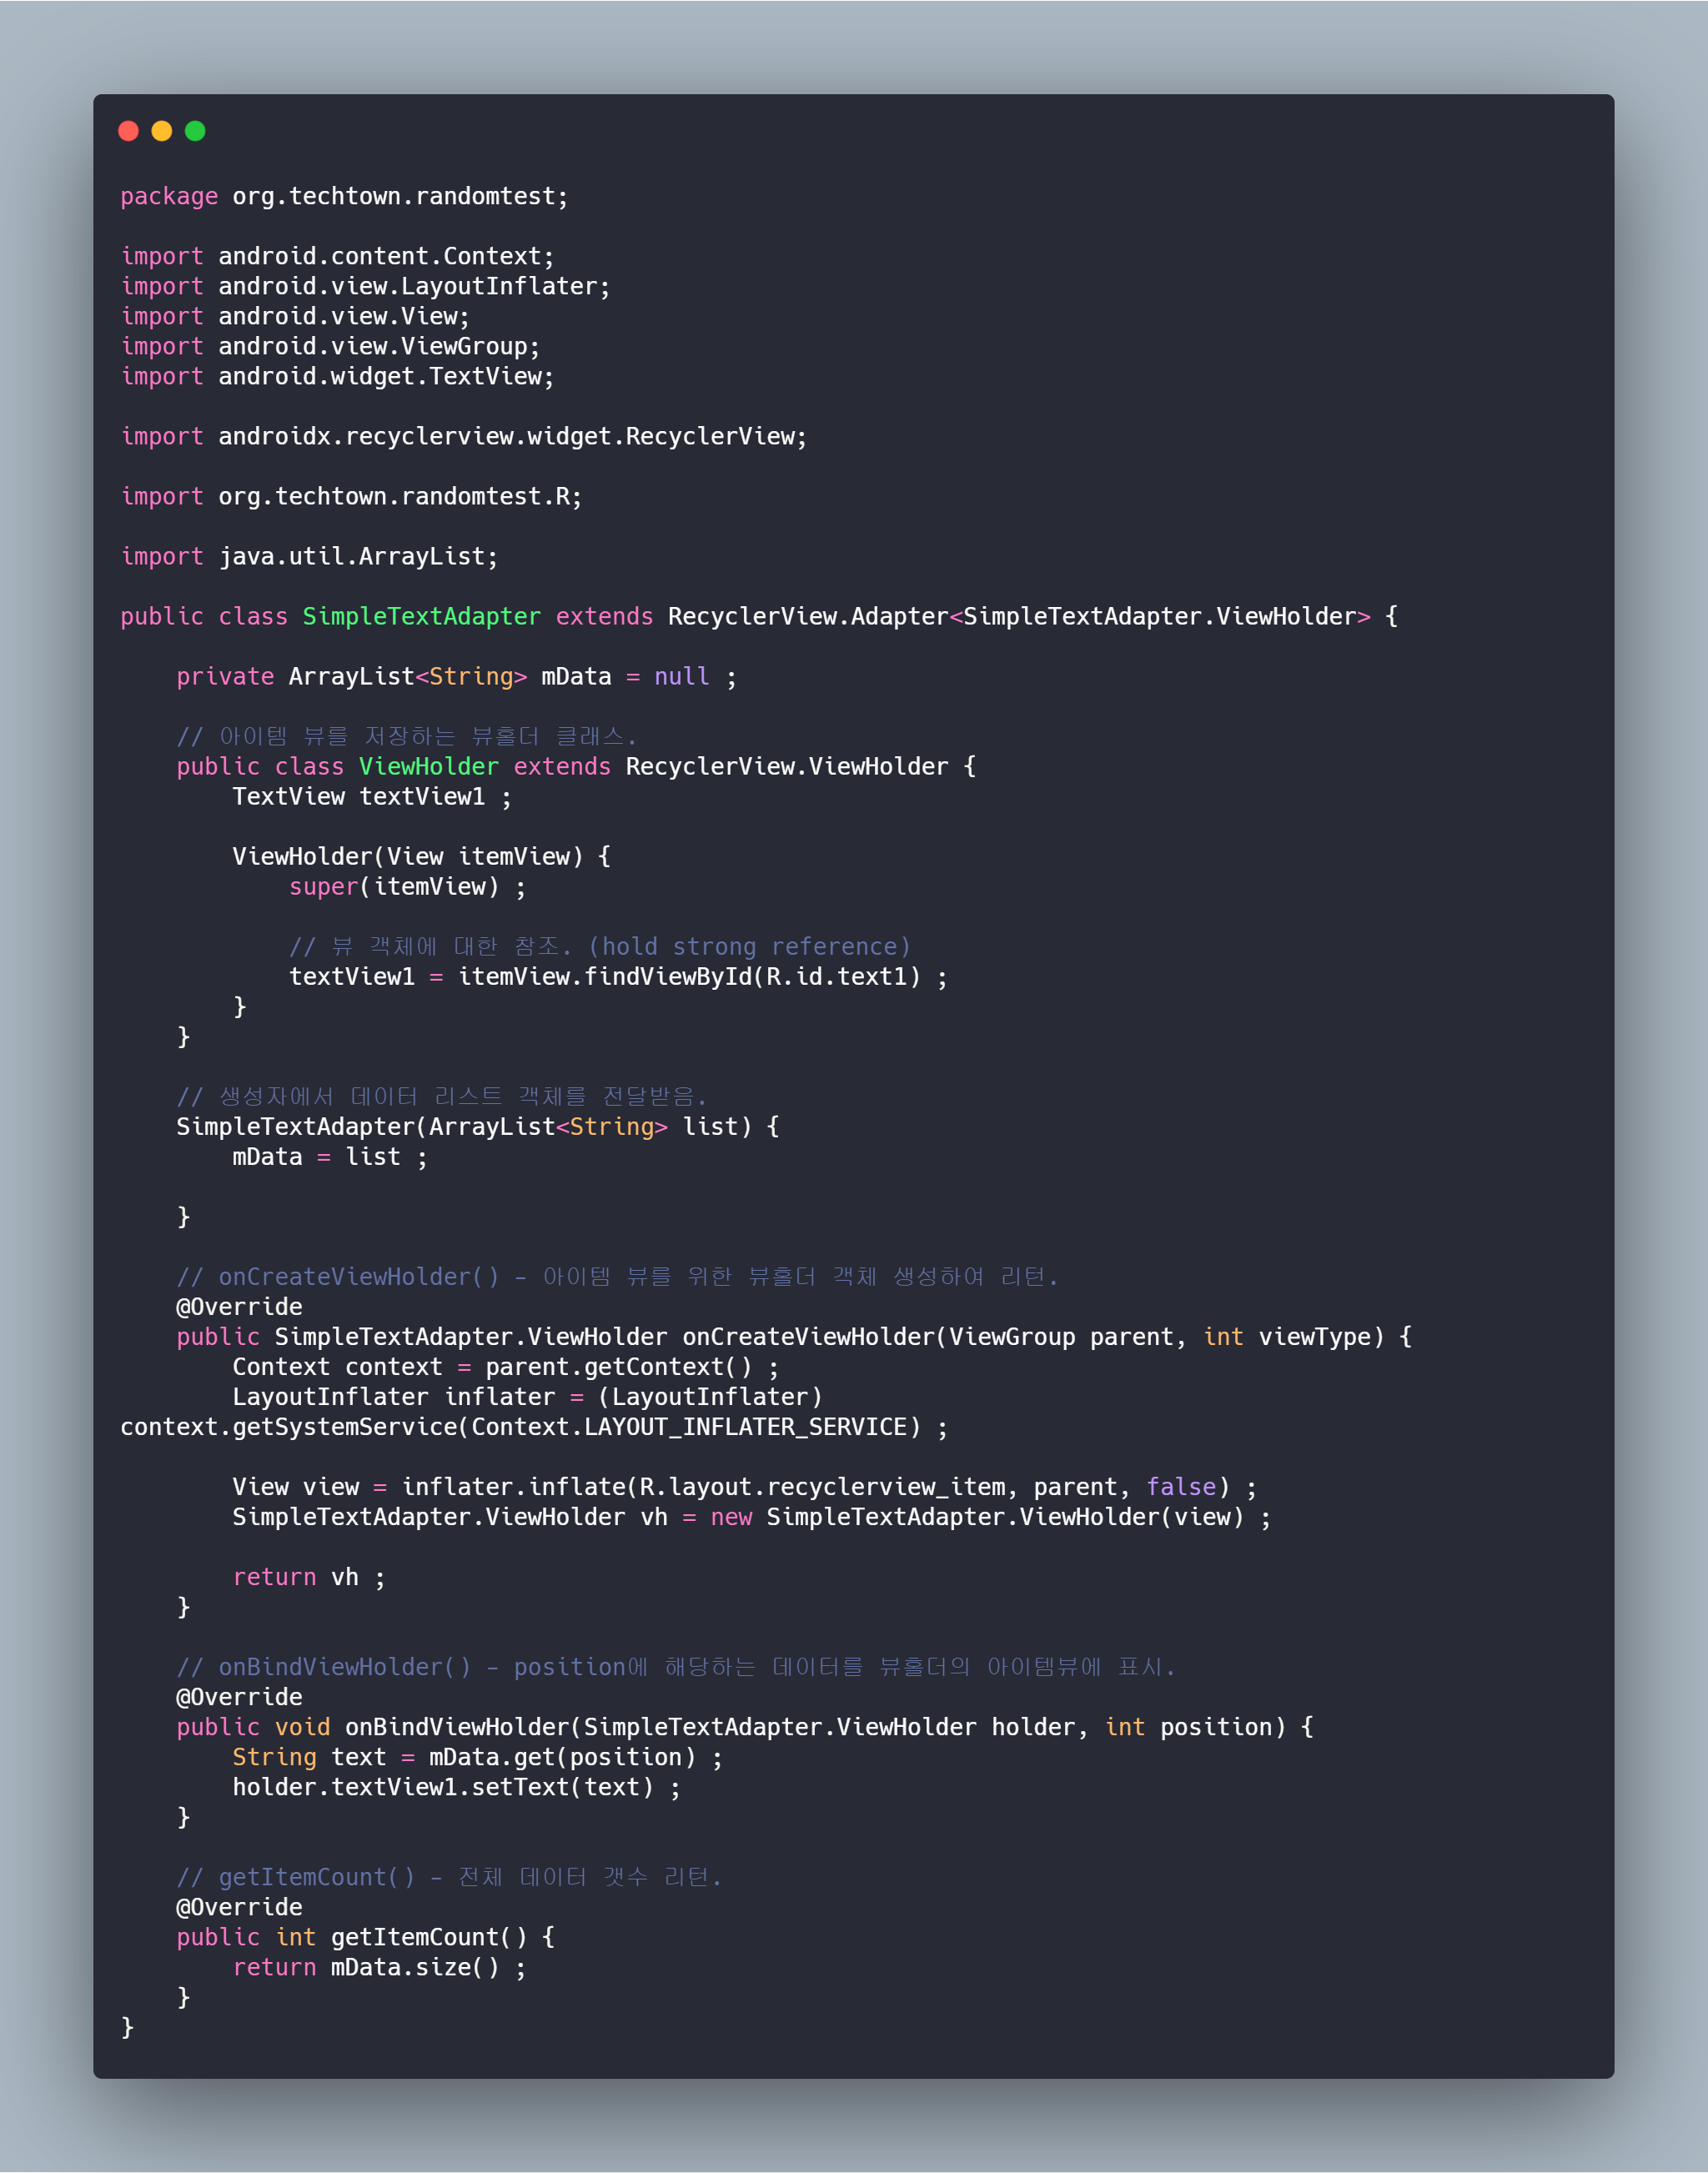 package org.techtown.randomtest;
import android.content.Context;
import android.view.LayoutInflater;
import android.view.View;
import android.view.ViewGroup;
import android.widget.TextView;
import androidx.recyclerview.widget.RecyclerView;
import org.techtown.randomtest.R;
import java.util.ArrayList;
public class SimpleTextAdapter extends RecyclerView.Adapter<SimpleTextAdapter.ViewHolder> {
    private ArrayList<String> mData = null ;
    // 아이템 뷰를 저장하는 뷰홀더 클래스.
    public class ViewHolder extends RecyclerView.ViewHolder {
        TextView textView1 ;
        ViewHolder(View itemView) {
            super(itemView) ;
            // 뷰 객체에 대한 참조. (hold strong reference)
            textView1 = itemView.findViewById(R.id.text1) ;
        }
    }
    // 생성자에서 데이터 리스트 객체를 전달받음.
    SimpleTextAdapter(ArrayList<String> list) {
        mData = list ;
    }
    // onCreateViewHolder() - 아이템 뷰를 위한 뷰홀더 객체 생성하여 리턴.
    @Override
    public SimpleTextAdapter.ViewHolder onCreateViewHolder(ViewGroup parent, int viewType) {
        Context context = parent.getContext() ;
        LayoutInflater inflater = (LayoutInflater)
context.getSystemService(Context.LAYOUT_INFLATER_SERVICE) ;
        View view = inflater.inflate(R.layout.recyclerview_item, parent, false) ;
        SimpleTextAdapter.ViewHolder vh = new SimpleTextAdapter.ViewHolder(view) ;
        return vh ;
    }
    // onBindViewHolder() - position에 해당하는 데이터를 뷰홀더의 아이템뷰에 표시.
    @Override
    public void onBindViewHolder(SimpleTextAdapter.ViewHolder holder, int position) {
        String text = mData.get(position) ;
        holder.textView1.setText(text) ;
    }
    // getItemCount() - 전체 데이터 갯수 리턴.
    @Override
    public int getItemCount() {
        return mData.size() ;
    }
}